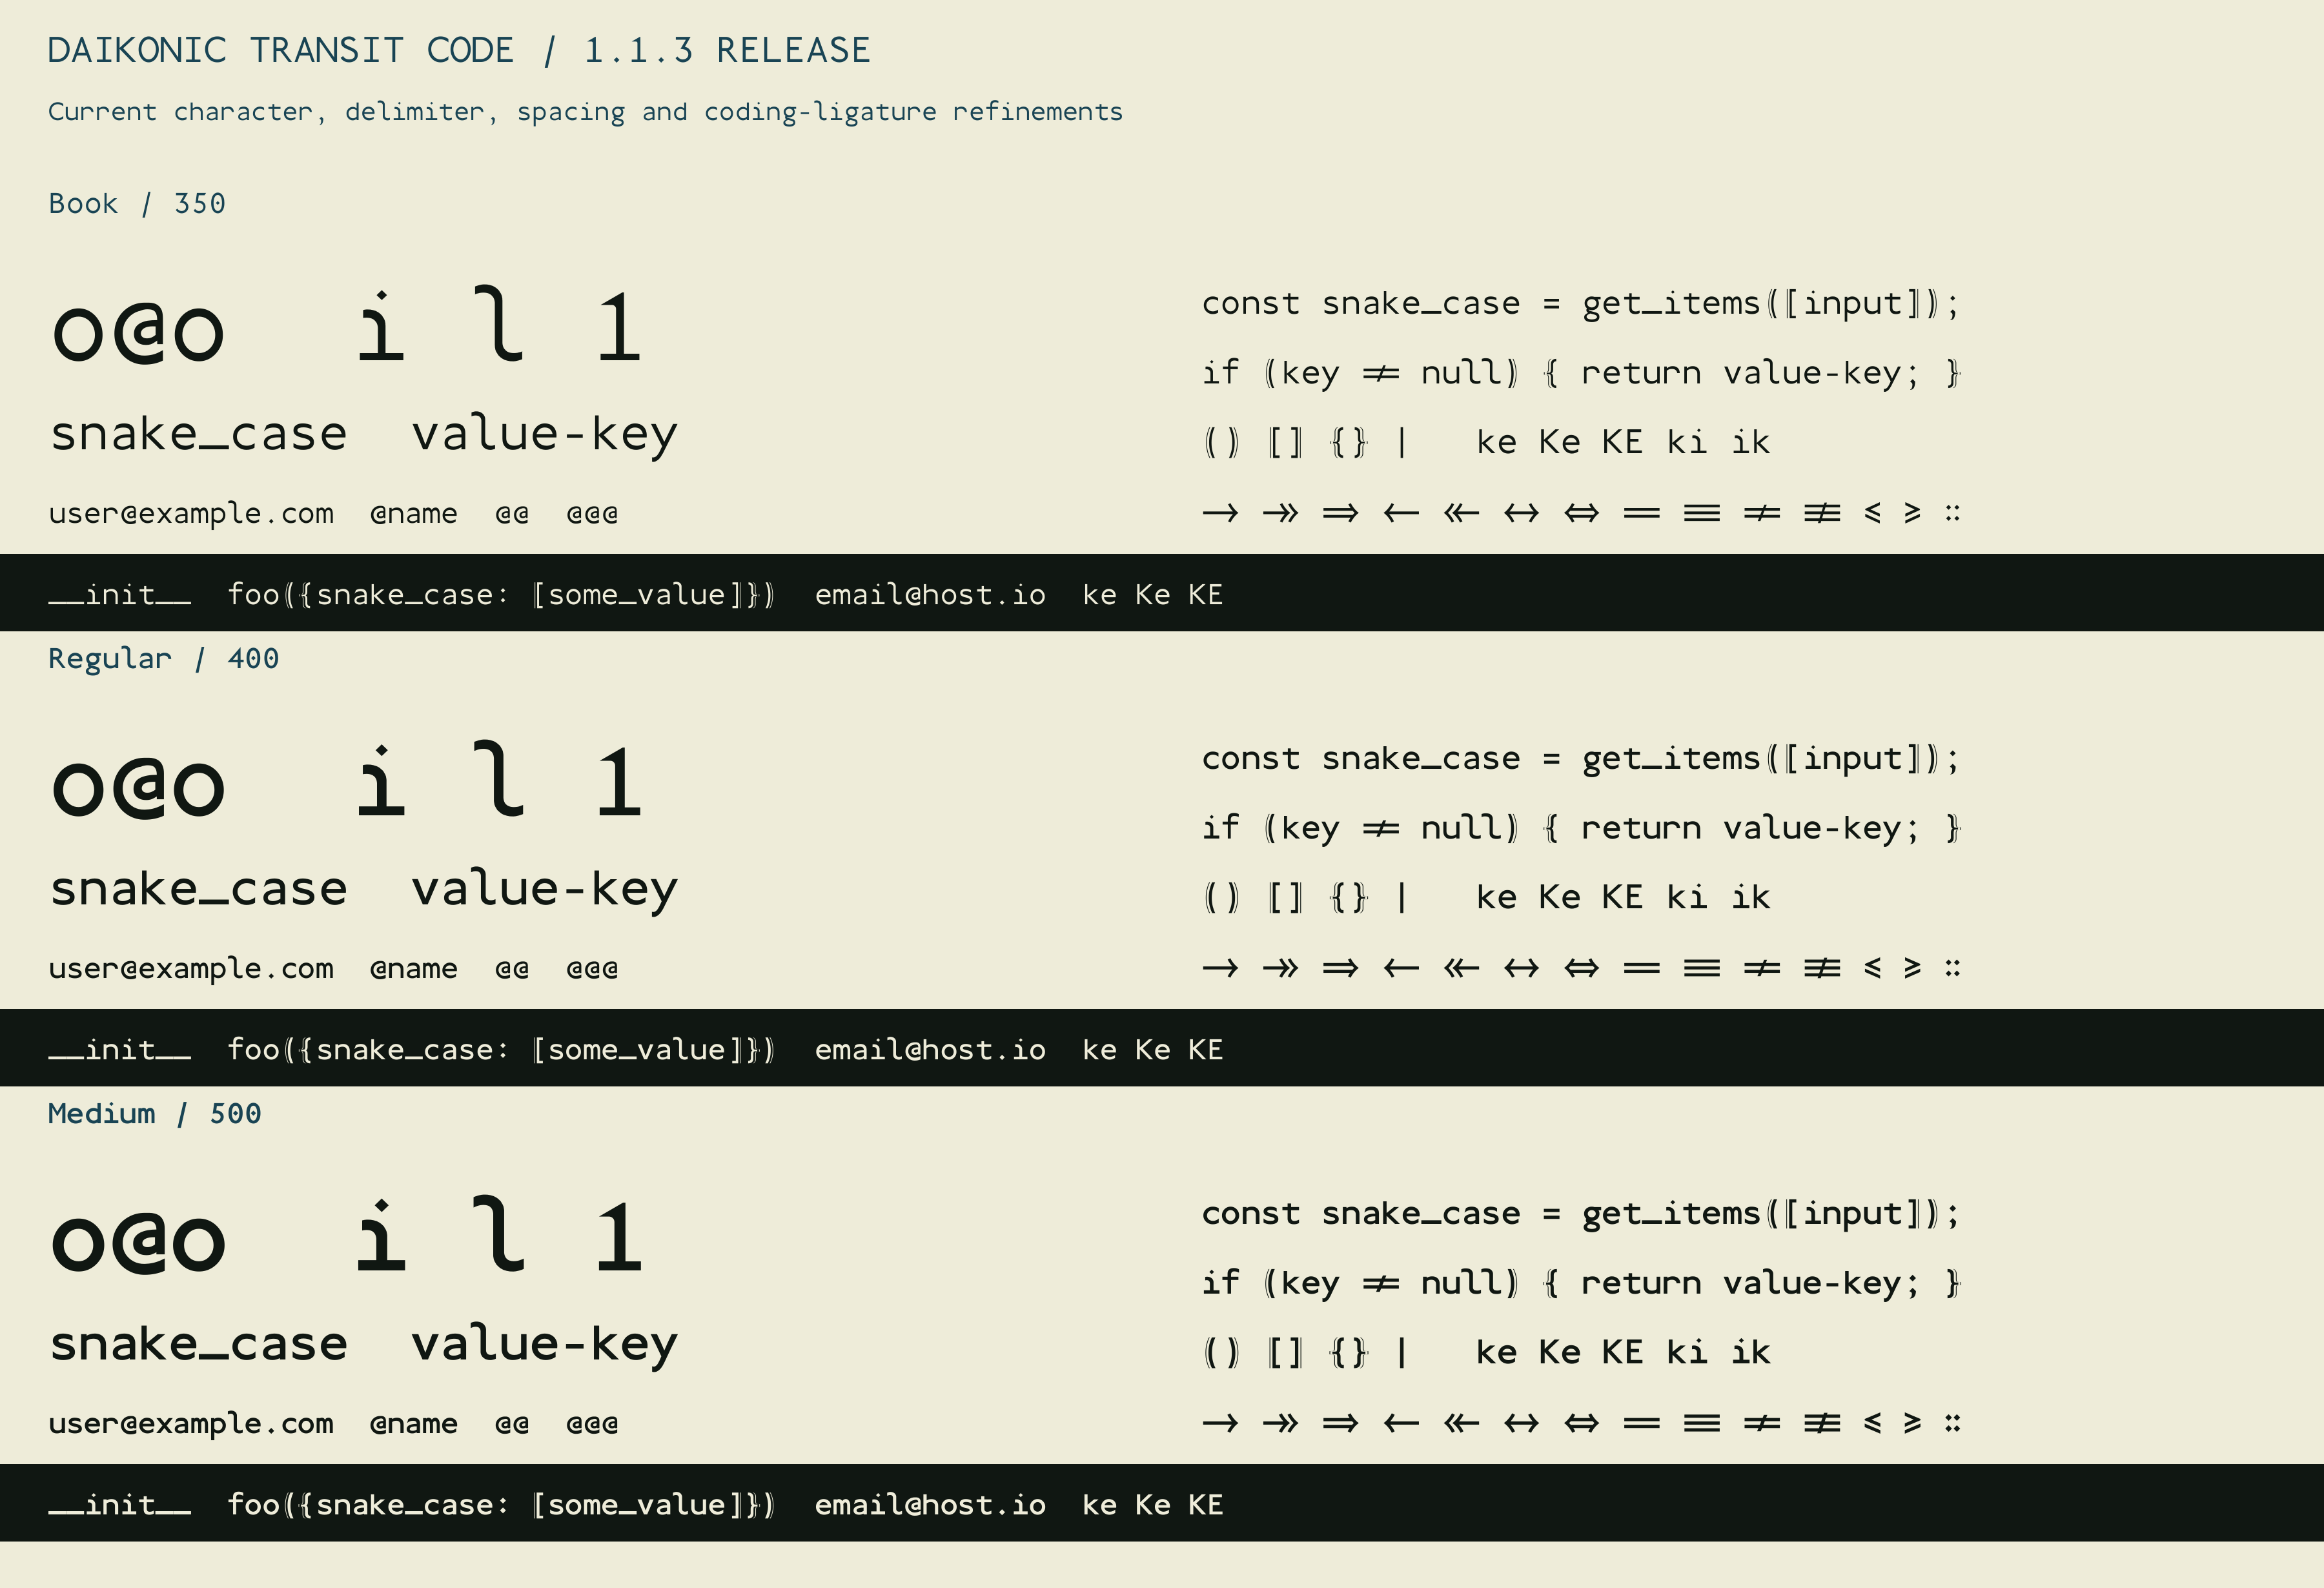 DAIKONIC TRANSIT CODE / 1.1.3 RELEASE
Current character, delimiter, spacing and coding-ligature refinements
Book / 350
o@o i l 1
snake_case value-key
user@example.com @name @@ @@@
const snake_case = get_items([input]);
if (key ≠ null) { return value-key; }
() [] {} | ke Ke KE ki ik
→ ↠ ⇒ ← ↞ ↔ ⇔ = ≡ ≠ ≢ ⩽ ⩾ ::
__init__ foo({snake_case: [some_value]}) email@host.io ke Ke KE
Regular / 400
o@o i l 1
snake_case value-key
user@example.com @name @@ @@@
const snake_case = get_items([input]);
if (key ≠ null) { return value-key; }
() [] {} | ke Ke KE ki ik
→ ↠ ⇒ ← ↞ ↔ ⇔ = ≡ ≠ ≢ ⩽ ⩾ ::
__init__ foo({snake_case: [some_value]}) email@host.io ke Ke KE
Medium / 500
o@o i l 1
snake_case value-key
user@example.com @name @@ @@@
const snake_case = get_items([input]);
if (key ≠ null) { return value-key; }
() [] {} | ke Ke KE ki ik
→ ↠ ⇒ ← ↞ ↔ ⇔ = ≡ ≠ ≢ ⩽ ⩾ ::
__init__ foo({snake_case: [some_value]}) email@host.io ke Ke KE